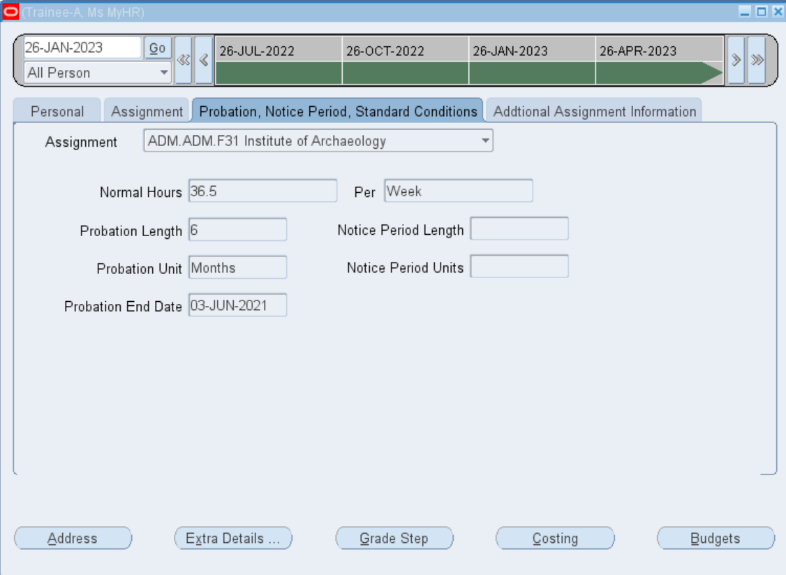 (Trainee-A, Ms MyHR)
26-JAN-2023 Go 26-JUL-2022 26-OCT-2022 26-JAN-2023 26-APR-2023
All Person
Personal Assignment Probation, Notice Period, Standard Conditions Addtional Assignment Information
Assignment ADM.ADM.F31 Institute of Archaeology
Normal Hours 36.5 Per Week
Probation Length 6 Notice Period Length
Probation Unit Months Notice Period Units
Probation End Date 03-JUN-2021
Address Extra Details ... Grade Step Costing Budgets